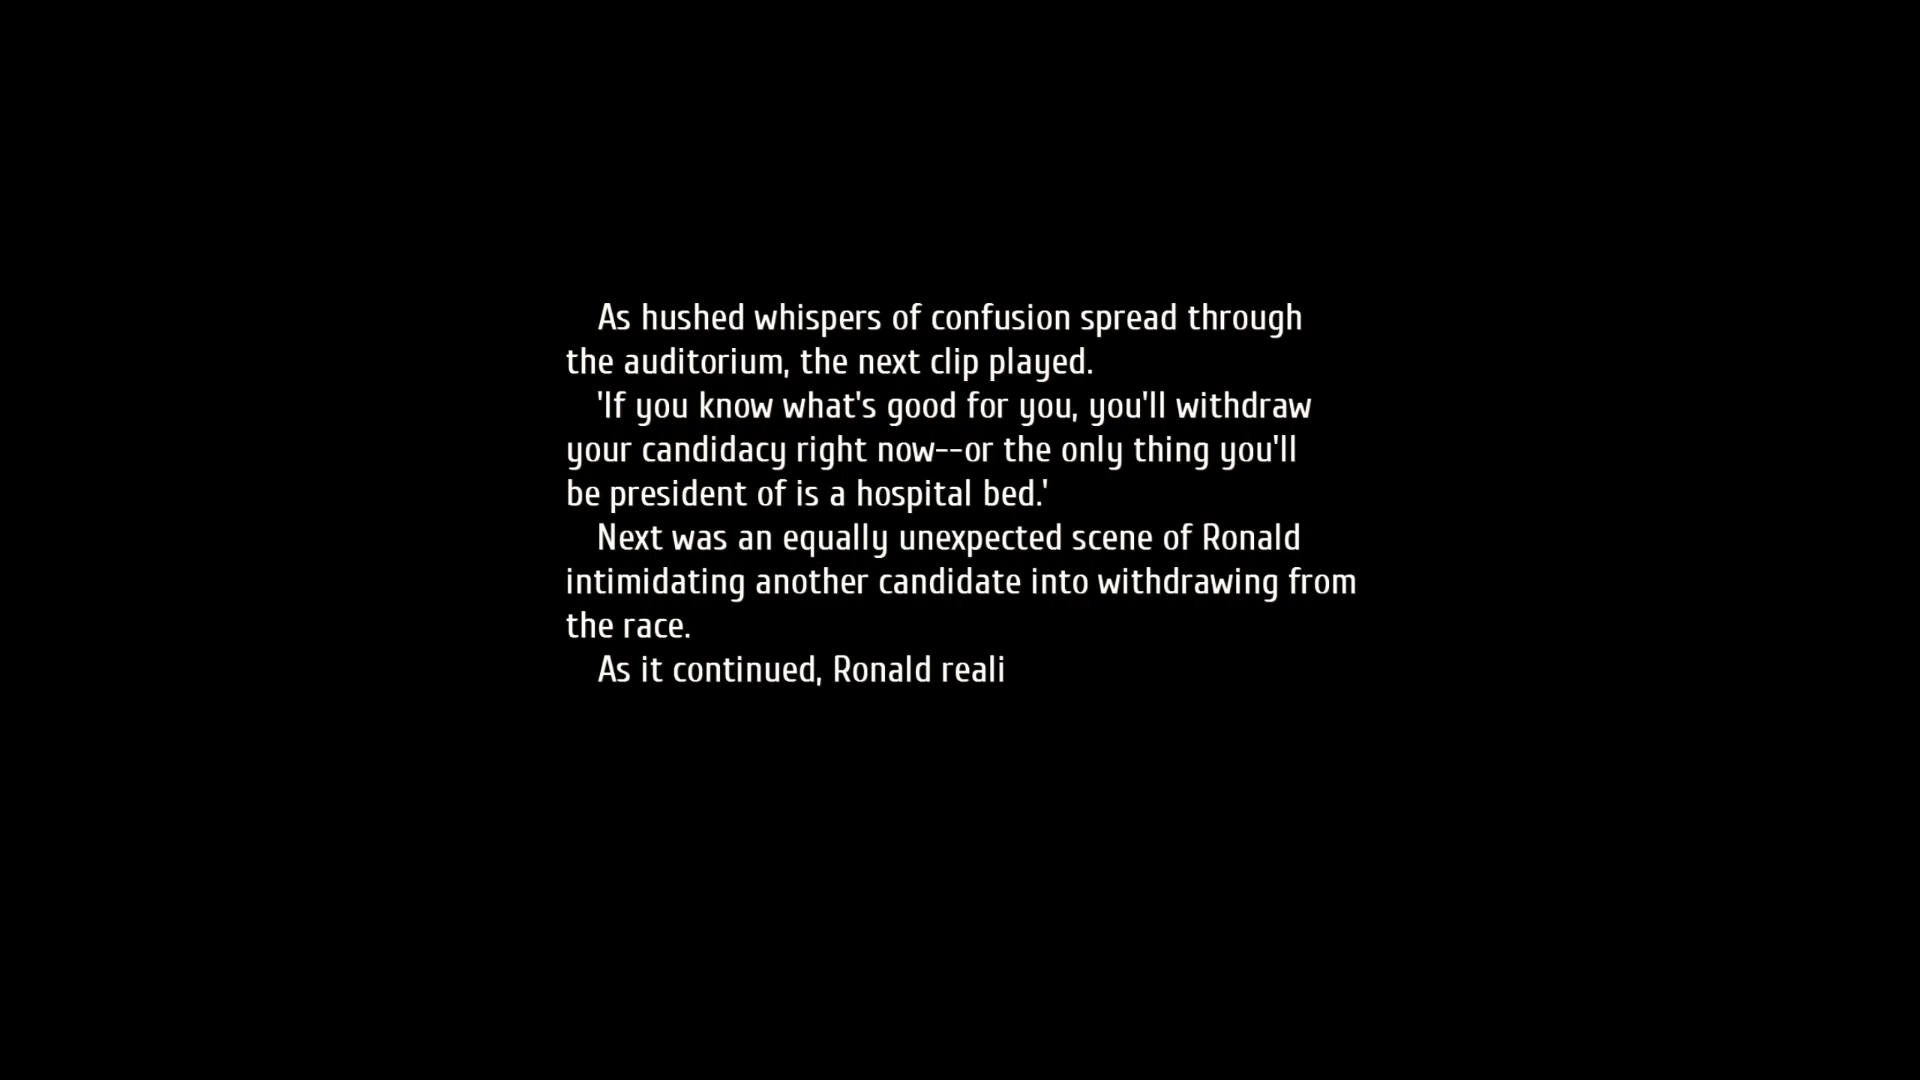 As hushed whispers of confusion spread through
the auditorium, the next clip played.
'If you know what's good for you, you'll withdraw
your candidacy right now--or the only thing you'll
be president of is a hospital bed.'
Next was an equally unexpected scene of Ronald
intimidating another candidate into withdrawing from
the race.
As it continued, Ronald reali